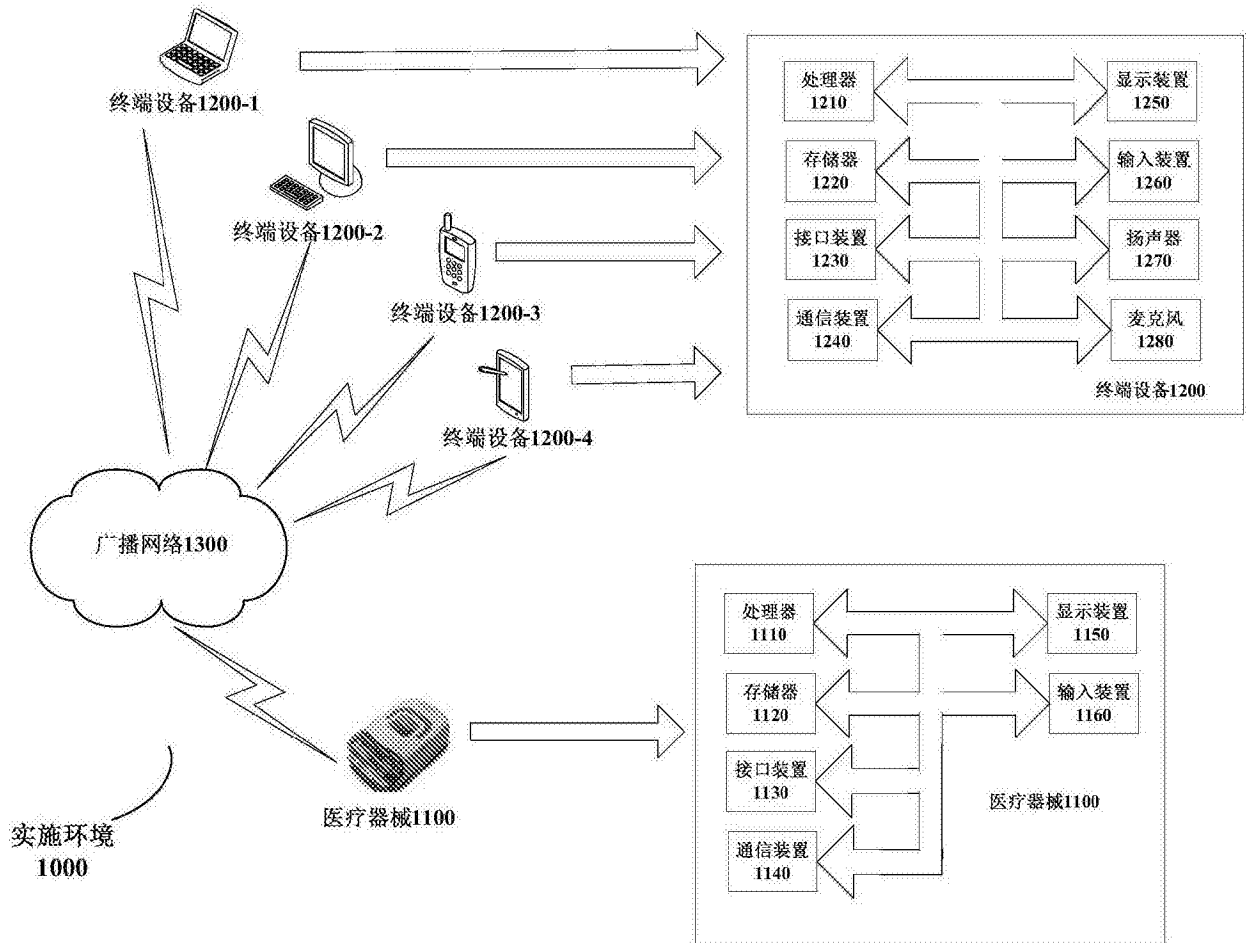 终端设备1200-1
终端设备1200-2
终端设备1200-3
终端设备1200-4
处理器
1210
显示装置
1250
存储器
1220
输入装置
1260
接口装置
1230
扬声器
1270
通信装置
1240
麦克风
1280
终端设备1200
广播网络1300
医疗器械1100
处理器
1110
显示装置
1150
存储器
1120
输入装置
1160
接口装置
1130
医疗器械1100
通信装置
1140
实施环境
1000